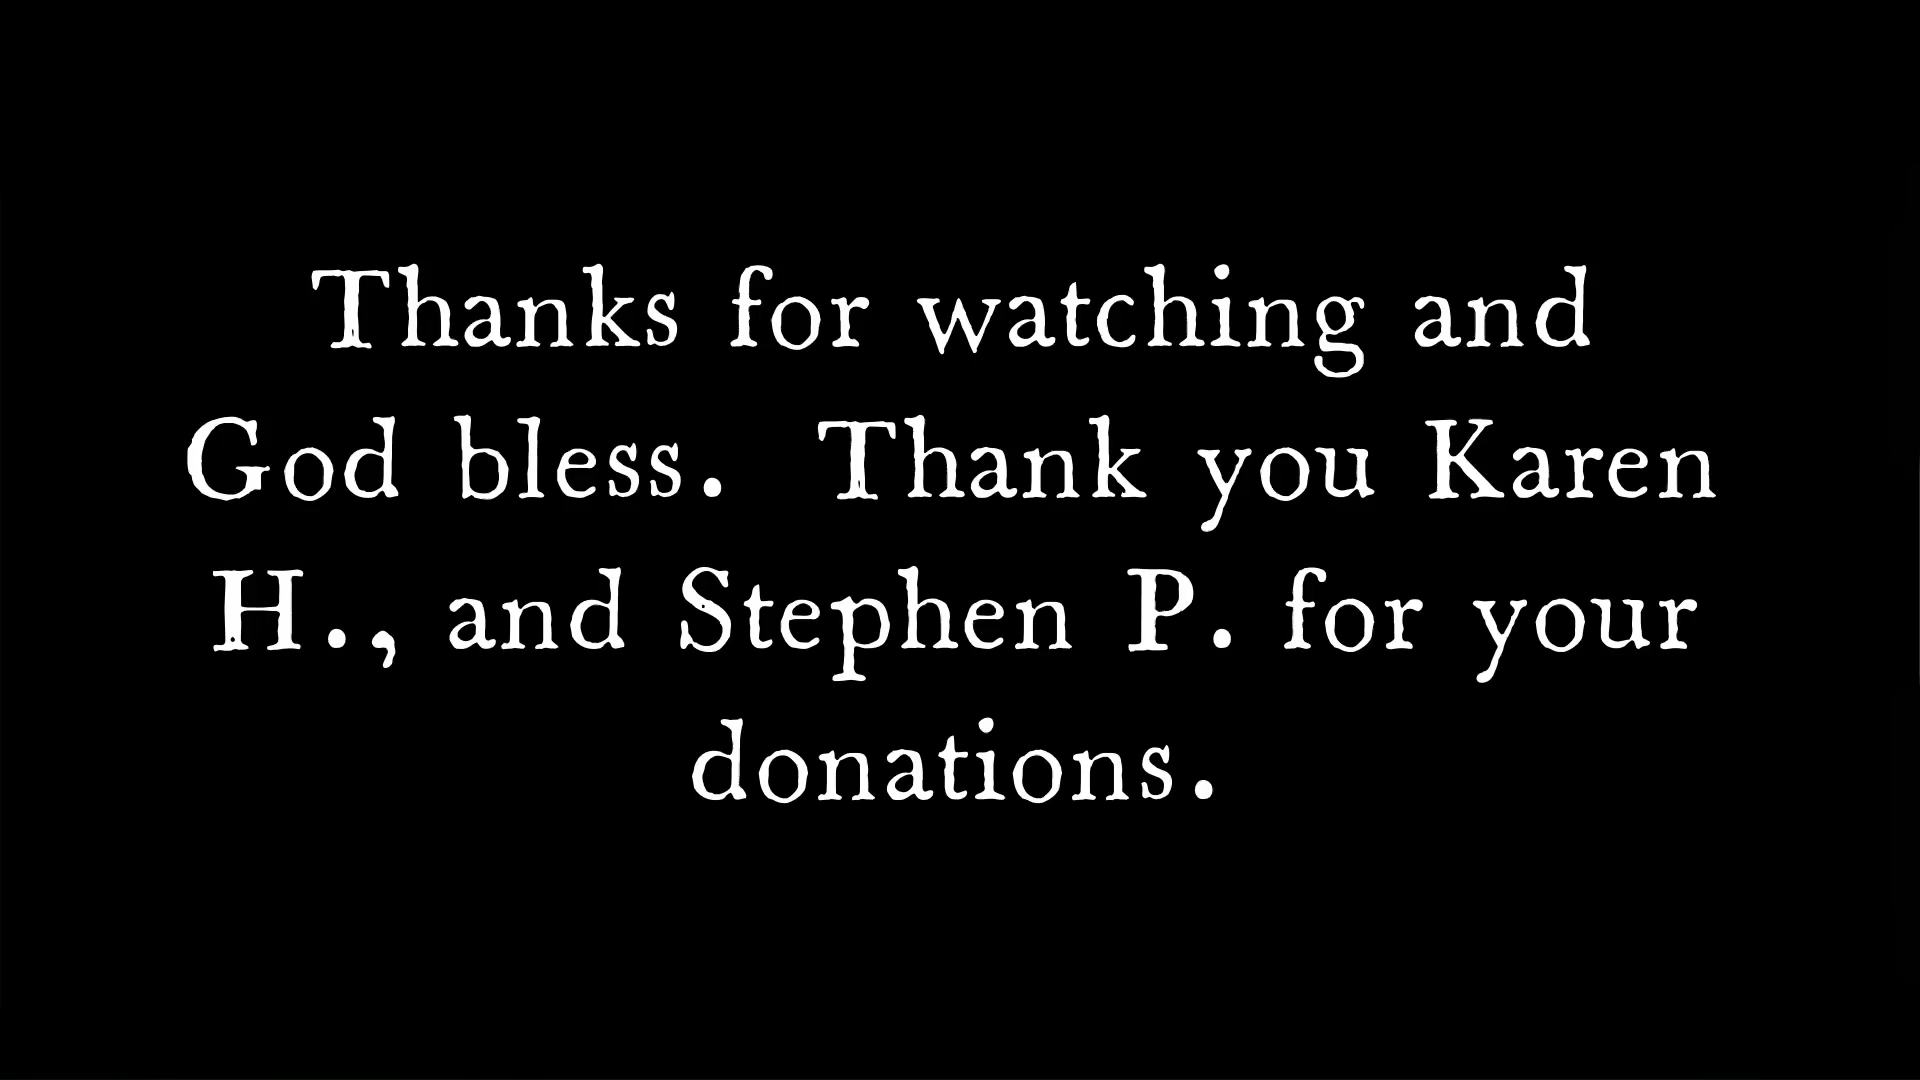 Thanks for watching and
God bless.  Thank you Karen
H., and Stephen P. for your
donations.